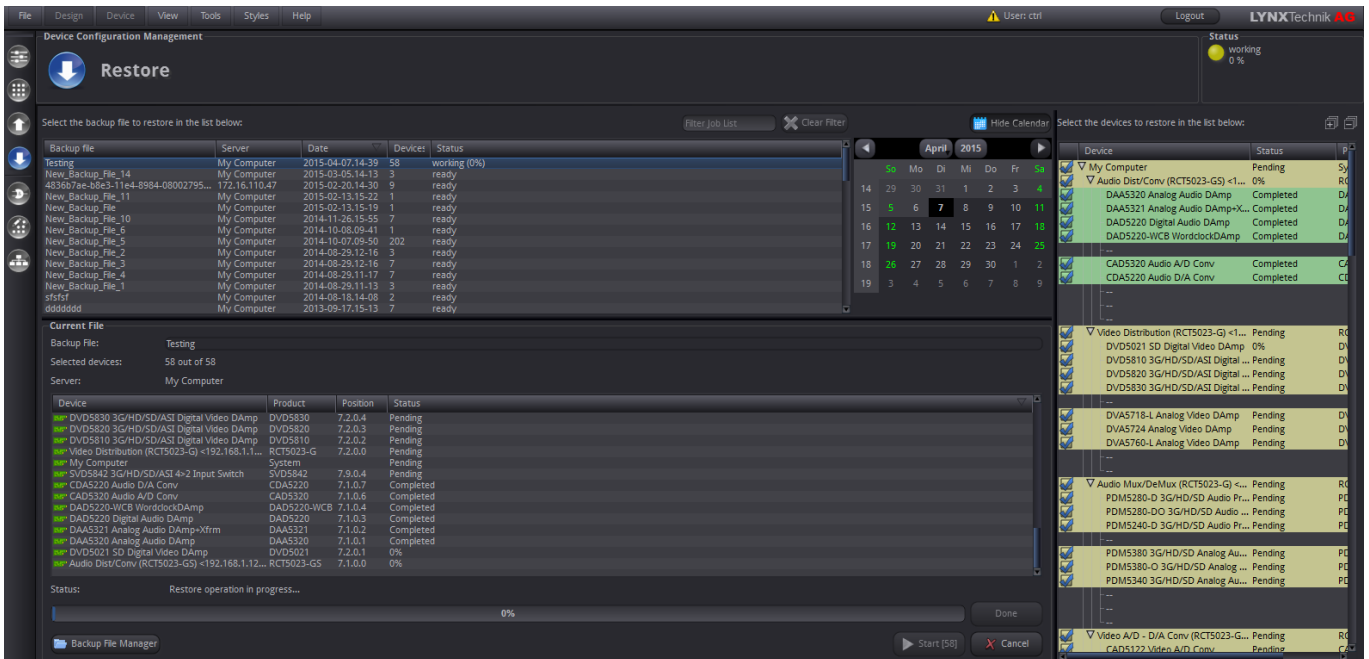 File Design Device View Tools Styles Help User: ctrl Logout LYNXTechnik AG
Device Configuration Management
Restore
Status
working
0 %
Select the backup file to restore in the list below:
Filter Job List Clear Filter Hide Calendar
Backup file Server Date Devices Status
Testing My Computer 2015-04-07.14-39 58 working (0%)
New_Backup_File_14 My Computer 2015-03-05.14-13 3 ready
4836b7ae-b8e3-11e4-8984-08002795... 172.16.110.47 2015-02-20.14-30 9 ready
New_Backup_File_11 My Computer 2015-02-13.15-22 1 ready
New_Backup_File My Computer 2015-02-13.15-19 1 ready
New_Backup_File_10 My Computer 2014-11-26.15-55 7 ready
New_Backup_File_6 My Computer 2014-10-08.09-41 1 ready
New_Backup_File_5 My Computer 2014-10-07.09-50 202 ready
New_Backup_File_2 My Computer 2014-08-29.12-16 3 ready
New_Backup_File_3 My Computer 2014-08-29.12-16 7 ready
New_Backup_File_4 My Computer 2014-08-29.11-17 7 ready
New_Backup_File_1 My Computer 2014-08-29.11-13 3 ready
sfsfsf My Computer 2014-08-18.14-08 2 ready
ddddddd My Computer 2013-09-17.15-13 7 ready
April 2015
So Mo Di Mi Do Fr Sa
14 29 30 31 1 2 3 4
15 5 6 7 8 9 10 11
16 12 13 14 15 16 17 18
17 19 20 21 22 23 24 25
18 26 27 28 29 30 1 2
19 3 4 5 6 7 8 9
Current File
Backup File: Testing
Selected devices: 58 out of 58
Server: My Computer
Device Product Position Status
DVD5830 3G/HD/SD/ASI Digital Video DAmp DVD5830 7.2.0.4 Pending
DVD5820 3G/HD/SD/ASI Digital Video DAmp DVD5820 7.2.0.3 Pending
DVD5810 3G/HD/SD/ASI Digital Video DAmp DVD5810 7.2.0.2 Pending
Video Distribution (RCT5023-G) <192.168.1.1... RCT5023-G 7.2.0.0 Pending
My Computer System Pending
SVD5842 3G/HD/SD/ASI 4>2 Input Switch SVD5842 7.9.0.4 Pending
CDA5220 Audio D/A Conv CDA5220 7.1.0.7 Completed
CAD5320 Audio A/D Conv CAD5320 7.1.0.6 Completed
DAD5220-WCB WordclockDAmp DAD5220-WCB 7.1.0.4 Completed
DAD5220 Digital Audio DAmp DAD5220 7.1.0.3 Completed
DAA5321 Analog Audio DAmp+Xfrm DAA5321 7.1.0.2 Completed
DAA5320 Analog Audio DAmp DAA5320 7.1.0.1 Completed
DVD5021 SD Digital Video DAmp DVD5021 7.2.0.1 0%
Audio Dist/Conv (RCT5023-GS) <192.168.1.12... RCT5023-GS 7.1.0.0 0%
Status: Restore operation in progress...
0% Done
Backup File Manager Start [58] Cancel
Select the devices to restore in the list below:
Device Status P
My Computer Pending Sy
Audio Dist/Conv (RCT5023-GS) <1... 0% RC
DAA5320 Analog Audio DAmp Completed DA
DAA5321 Analog Audio DAmp+X... Completed DA
DAD5220 Digital Audio DAmp Completed DA
DAD5220-WCB WordclockDAmp Completed DA
--
CAD5320 Audio A/D Conv Completed CA
CDA5220 Audio D/A Conv Completed CD
--
--
--
Video Distribution (RCT5023-G) <1... Pending RC
DVD5021 SD Digital Video DAmp 0% DV
DVD5810 3G/HD/SD/ASI Digital ... Pending DV
DVD5820 3G/HD/SD/ASI Digital ... Pending DV
DVD5830 3G/HD/SD/ASI Digital ... Pending DV
--
DVA5718-L Analog Video DAmp Pending DV
DVA5724 Analog Video DAmp Pending DV
DVA5760-L Analog Video DAmp Pending DV
--
--
Audio Mux/DeMux (RCT5023-G) <... Pending RC
PDM5280-D 3G/HD/SD Audio Pr... Pending PD
PDM5280-DO 3G/HD/SD Audio ... Pending PD
PDM5240-D 3G/HD/SD Audio Pr... Pending PD
--
PDM5380 3G/HD/SD Analog Au... Pending PD
PDM5380-O 3G/HD/SD Analog ... Pending PD
PDM5340 3G/HD/SD Analog Au... Pending PD
--
--
--
Video A/D - D/A Conv (RCT5023-G... Pending RC
CAD5122 Video A/D Conv Pending CA